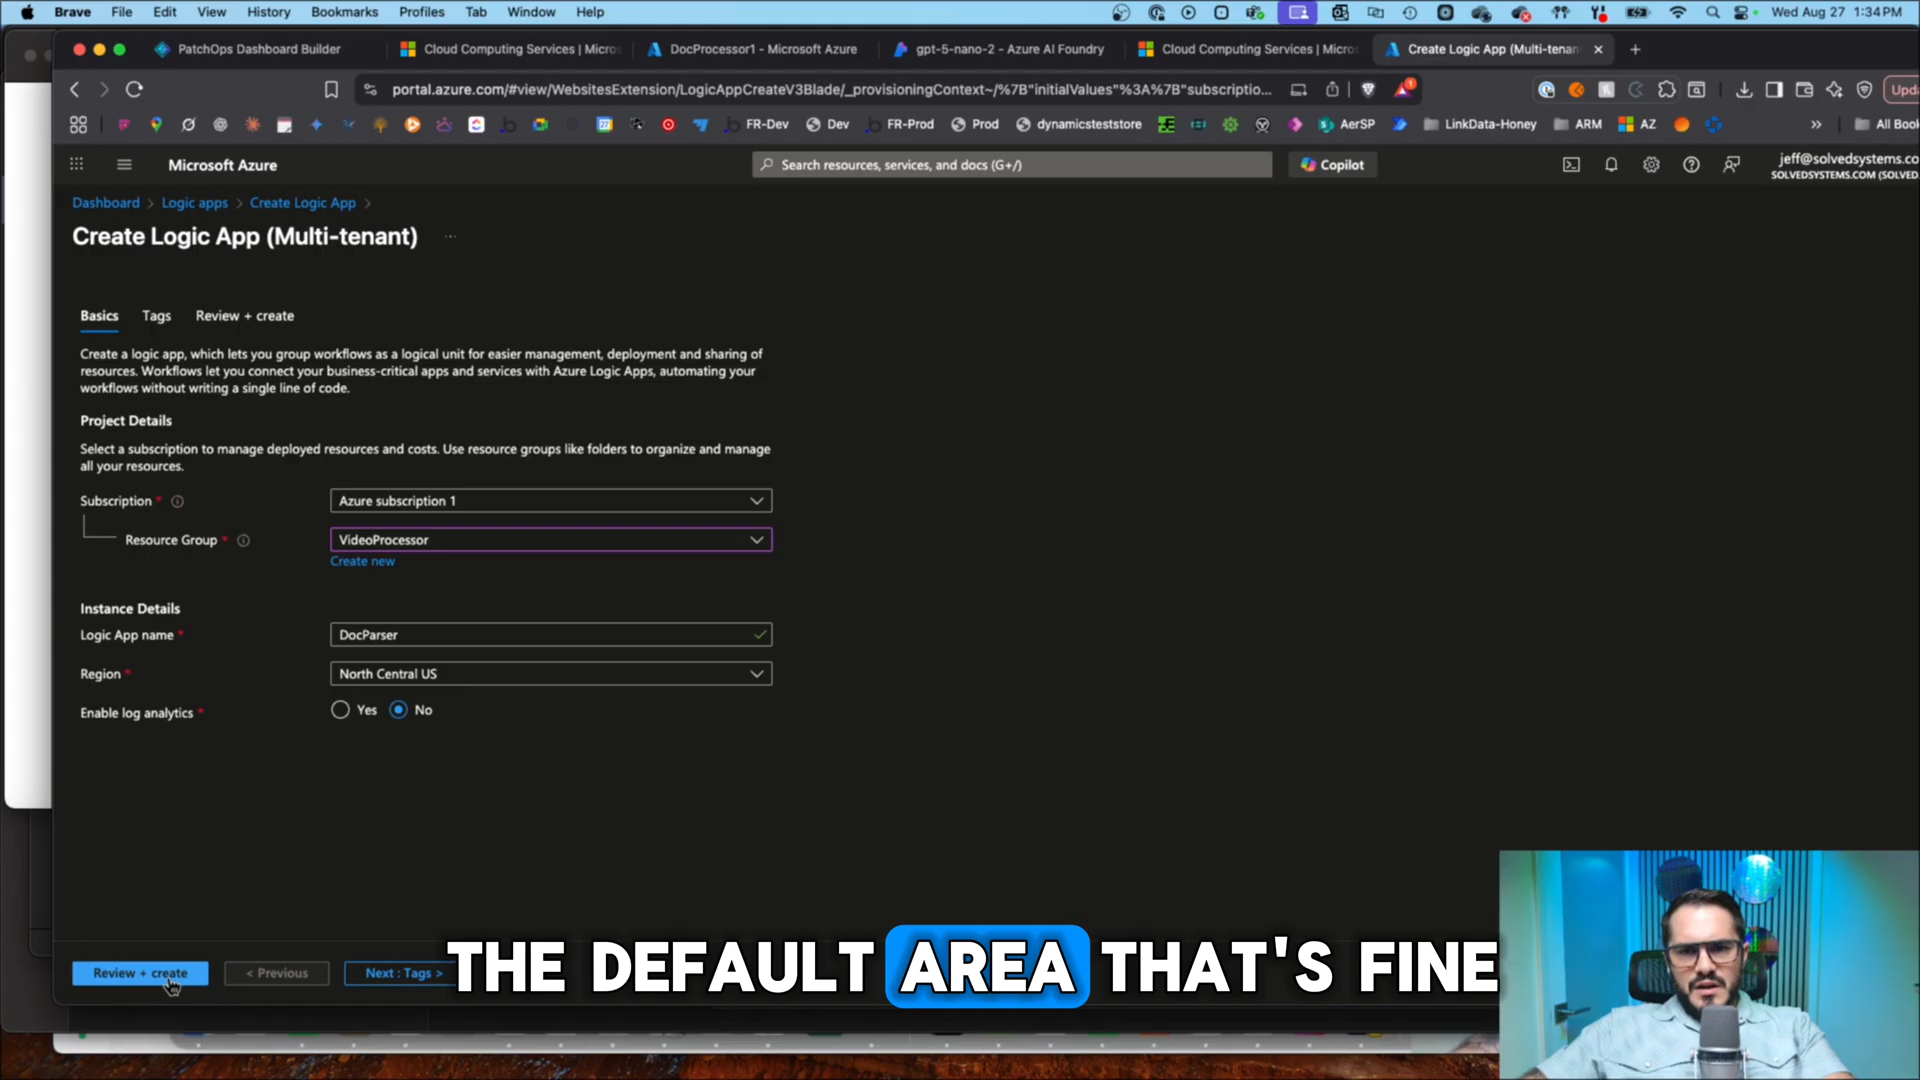 Brave File Edit View History Bookmarks Profiles Tab Window Help Wed Aug 27 1:34 PM
PatchOps Dashboard Builder Cloud Computing Services | Micros DocProcessor1 - Microsoft Azure gpt-5-nano-2 - Azure AI Foundry Cloud Computing Services | Micro Create Logic App (Multi-tenan
portal.azure.com/#view/WebsitesExtension/LogicAppCreateV3Blade/_provisioningContext~/%7B"initialValues"%3A%7B"subscriptio... 1 Upda
FR-Dev Dev FR-Prod Prod dynamicsteststore AerSP LinkData-Honey ARM AZ » All Book
Microsoft Azure Search resources, services, and docs (G+/) Copilot jeff@solvedsystems.co
SOLVEDSYSTEMS.COM (SOLVED
Dashboard > Logic apps > Create Logic App >
Create Logic App (Multi-tenant) ...
Basics Tags Review + create
Create a logic app, which lets you group workflows as a logical unit for easier management, deployment and sharing of
resources. Workflows let you connect your business-critical apps and services with Azure Logic Apps, automating your
workflows without writing a single line of code.
Project Details
Select a subscription to manage deployed resources and costs. Use resource groups like folders to organize and manage
all your resources.
Subscription * Azure subscription 1
Resource Group * VideoProcessor
Create new
Instance Details
Logic App name * DocParser
Region * North Central US
Enable log analytics * Yes No
Review + create < Previous Next : Tags >
THE DEFAULT AREA THAT'S FINE